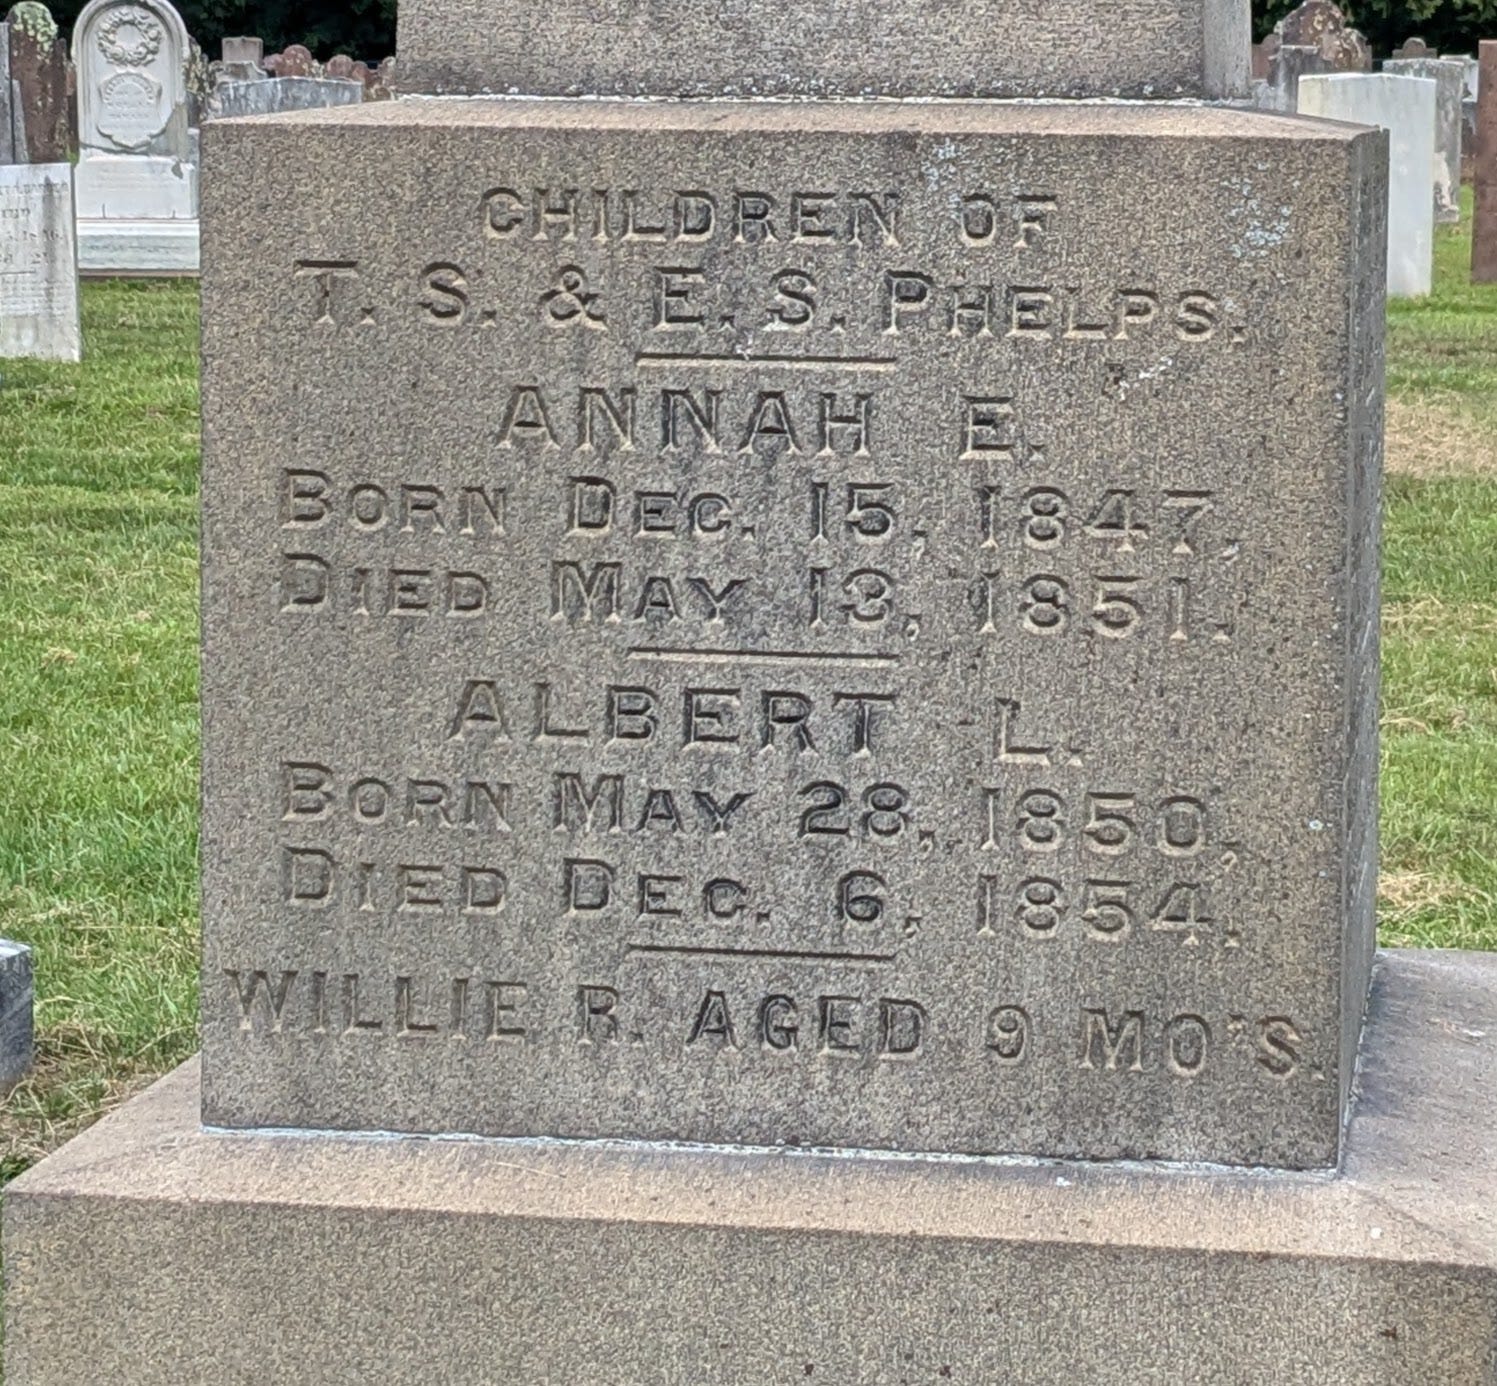 CHILDREN OF
T. S. & E. S. PHELPS.
ANNAH E.
BORN DEC. 15, 1847,
DIED MAY 13, 1851.
ALBERT L.
BORN MAY 28, 1850,
DIED DEC. 6, 1854.
WILLIE R. AGED 9 MO'S.